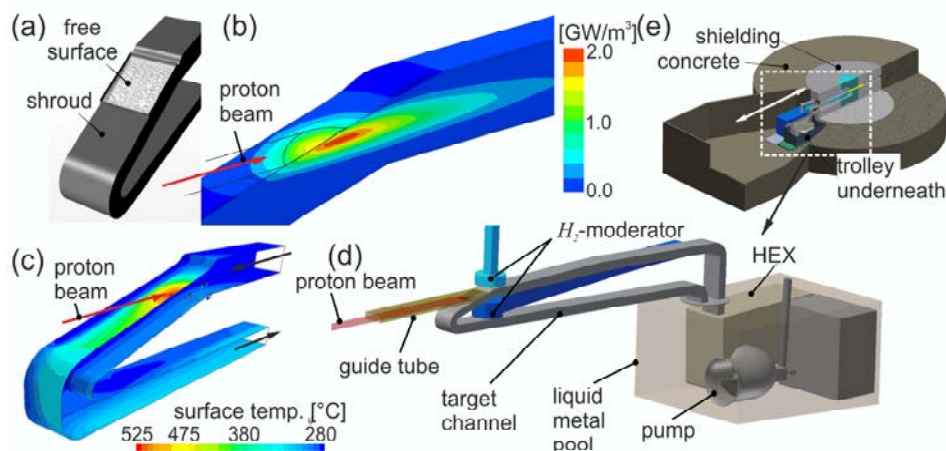 (a)
free
surface
shroud
(b)
proton
beam
[GW/m³]
2.0
1.0
0.0
(e)
shielding
concrete
trolley
underneath
(c)
proton
beam
surface temp. [°C]
525 475 380 280
(d)
proton beam
guide tube
H₂-moderator
target
channel
liquid
metal
pool
HEX
pump